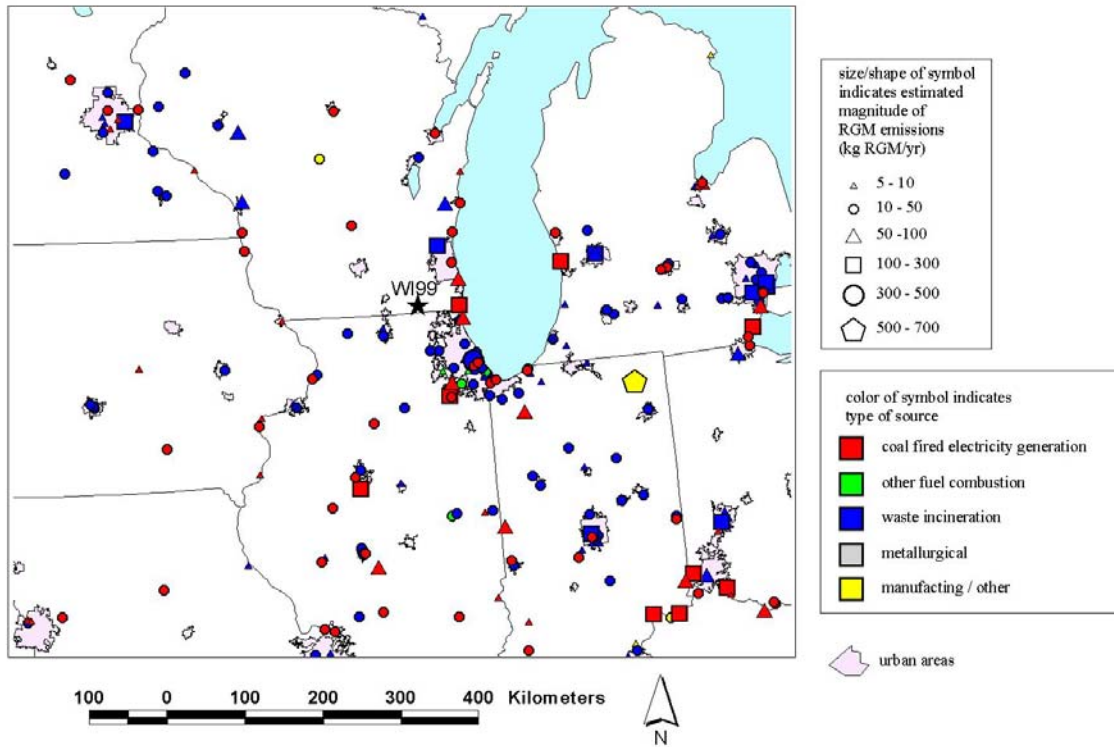 WI99
size/shape of symbol
indicates estimated
magnitude of
RGM emissions
(kg RGM/yr)
5 - 10
10 - 50
50 -100
100 - 300
300 - 500
500 - 700
color of symbol indicates
type of source
coal fired electricity generation
other fuel combustion
waste incineration
metallurgical
manufacting / other
urban areas
100 0 100 200 300 400 Kilometers
N